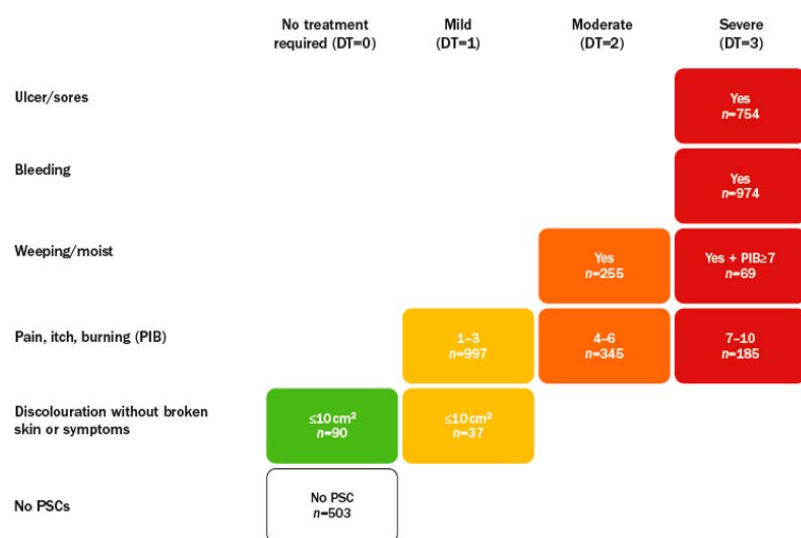 No treatment
required (DT=0)
Mild
(DT=1)
Moderate
(DT=2)
Severe
(DT=3)
Ulcer/sores
Yes
n=754
Bleeding
Yes
n=974
Weeping/moist
Yes
n=255
Yes + PIB≥7
n=69
Pain, itch, burning (PIB)
1–3
n=997
4–6
n=345
7–10
n=185
Discolouration without broken
skin or symptoms
≤10 cm²
n=90
≤10 cm²
n=37
No PSCs
No PSC
n=503